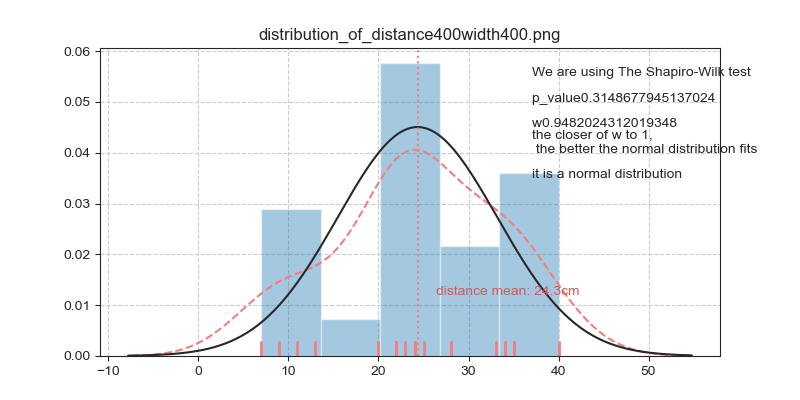 distribution_of_distance400width400.png
0.06
0.05
0.04
0.03
0.02
0.01
0.00
We are using The Shapiro-Wilk test
p_value0.3148677945137024
w0.9482024312019348
the closer of w to 1,
the better the normal distribution fits
it is a normal distribution
distance mean: 24.3cm
−10 0 10 20 30 40 50